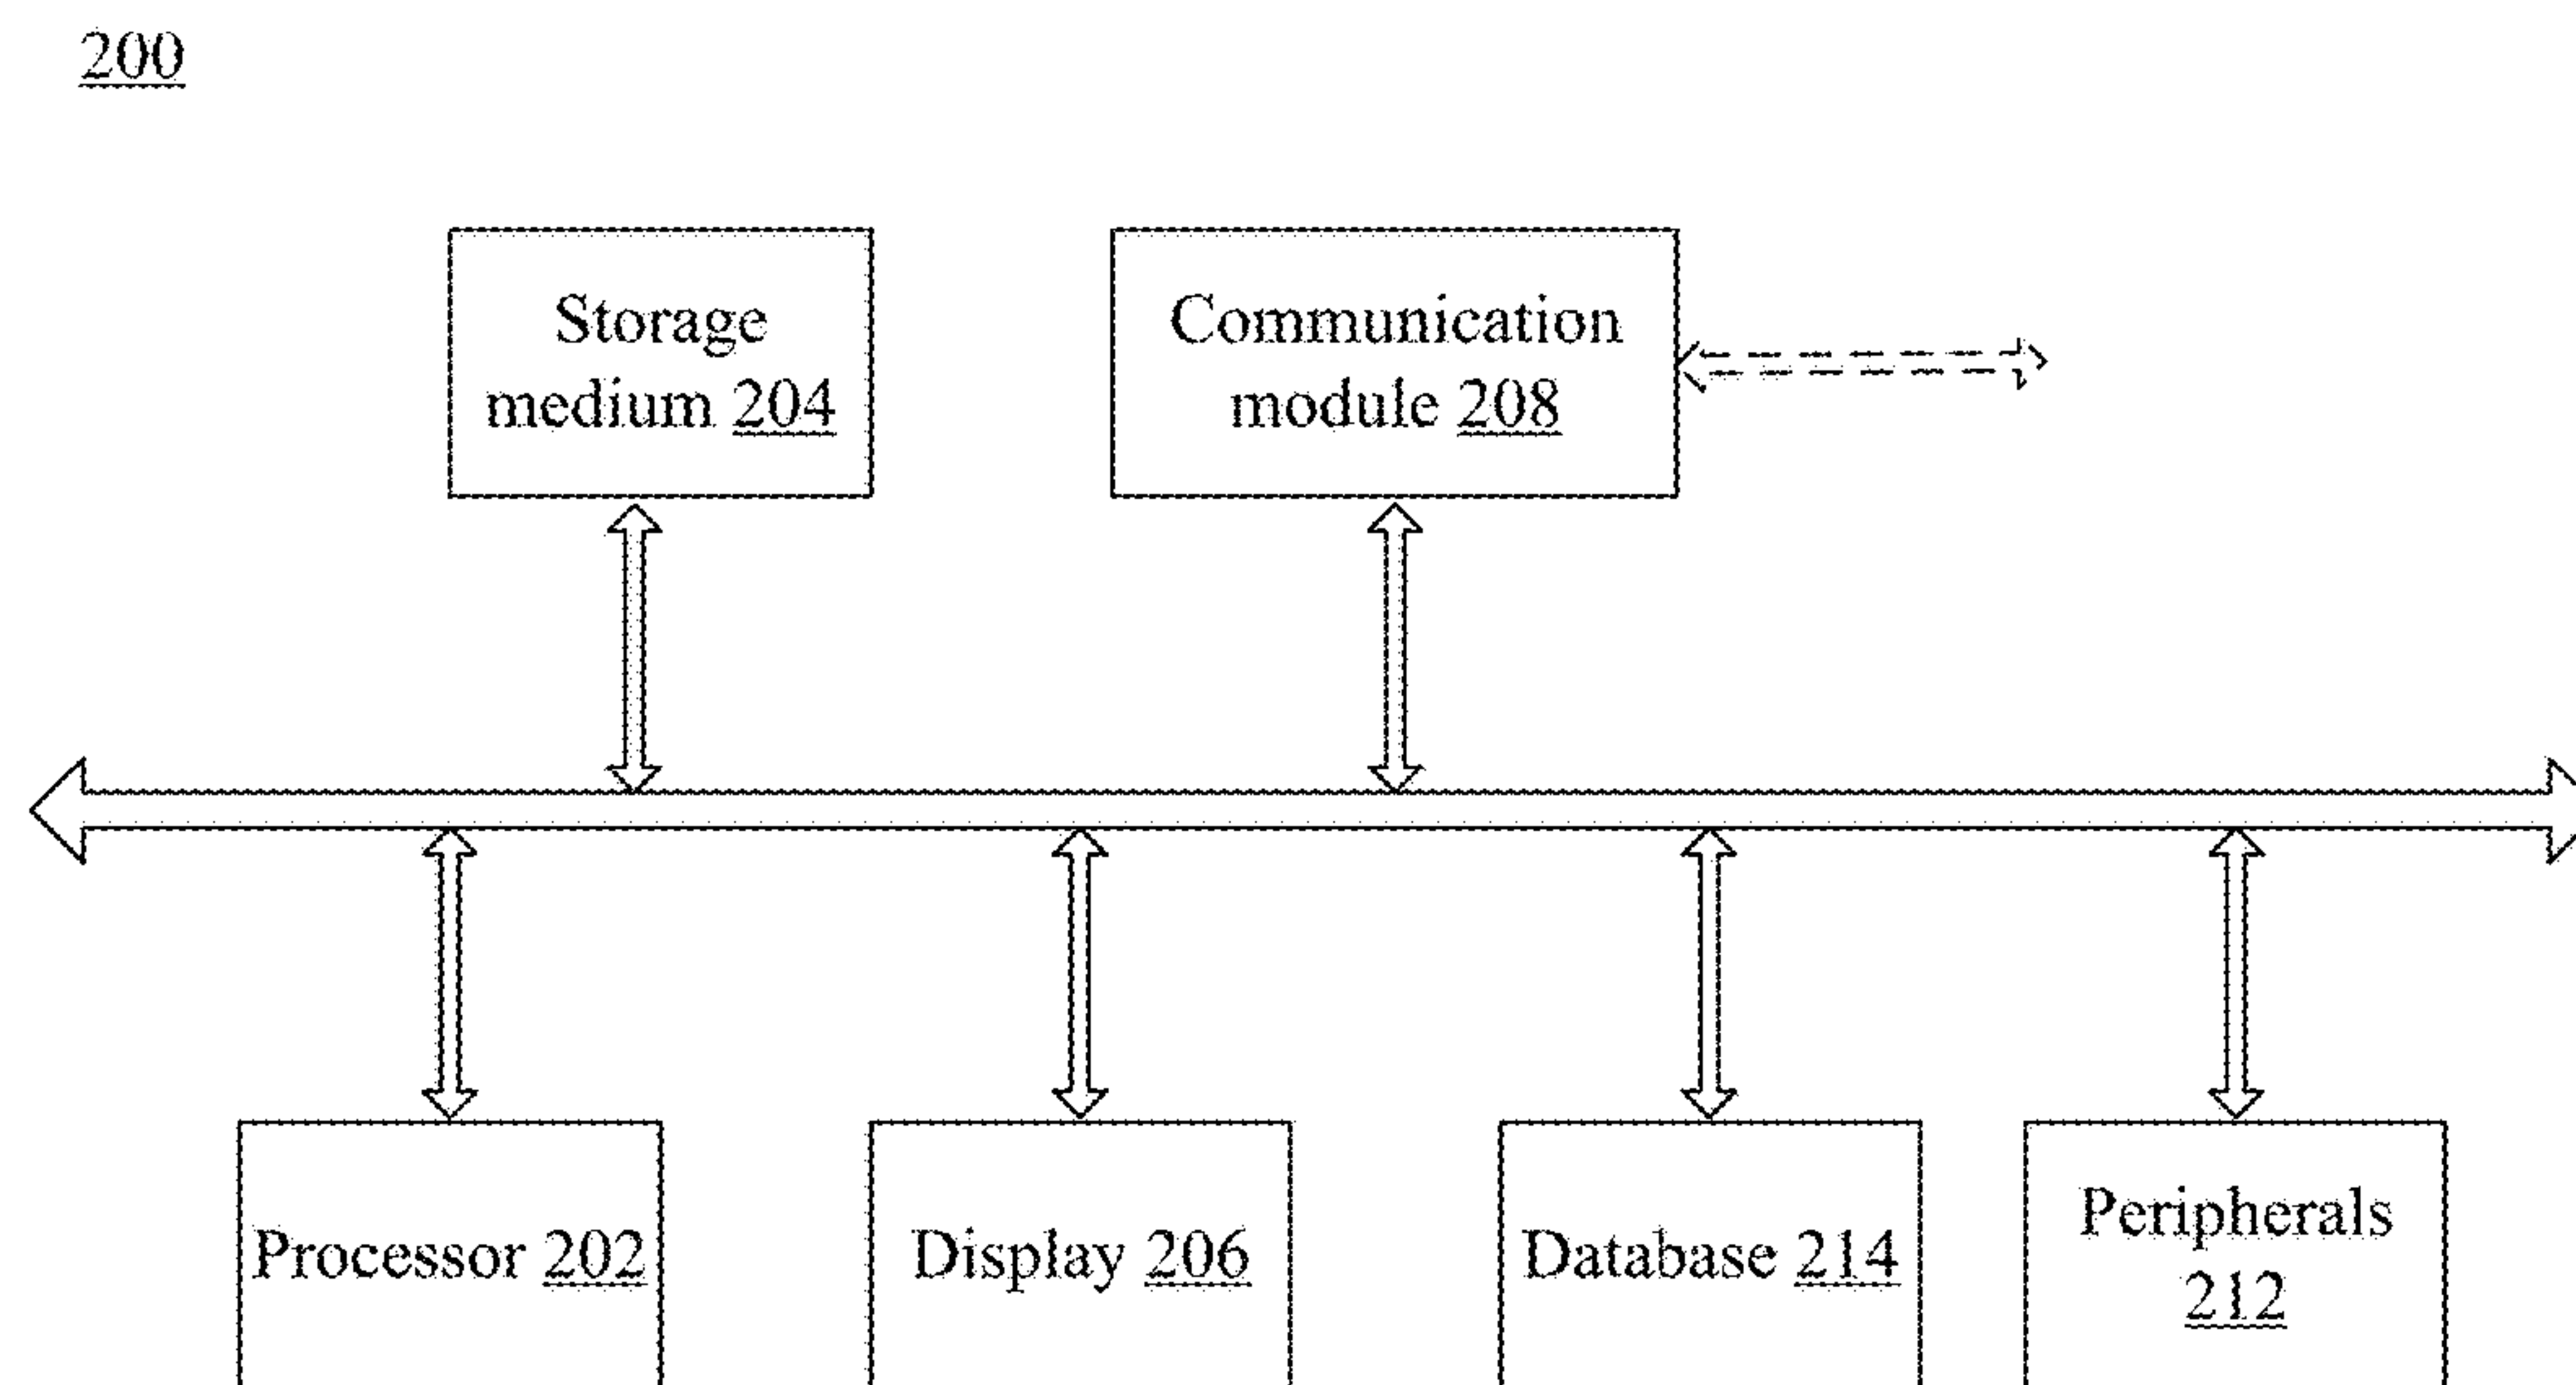 200
Storage
medium 204
Communication
module 208
Processor 202
Display 206
Database 214
Peripherals
212